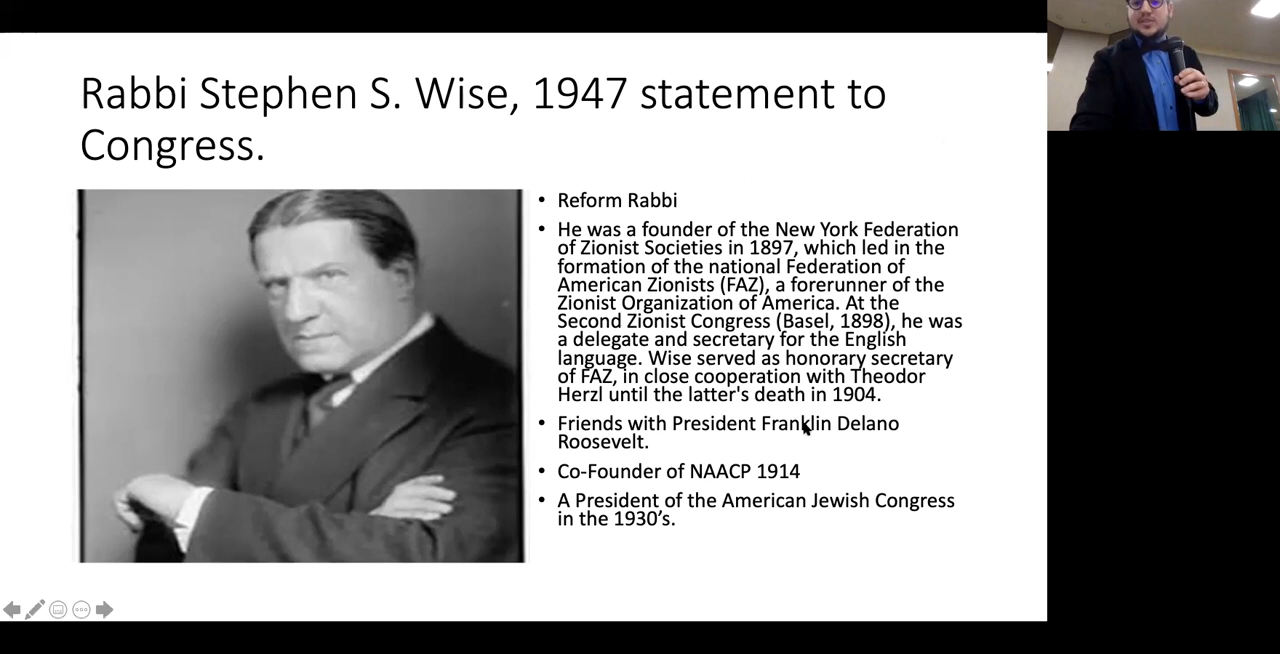 Rabbi Stephen S. Wise, 1947 statement to
Congress.
• Reform Rabbi
• He was a founder of the New York Federation
of Zionist Societies in 1897, which led in the
formation of the national Federation of
American Zionists (FAZ), a forerunner of the
Zionist Organization of America. At the
Second Zionist Congress (Basel, 1898), he was
a delegate and secretary for the English
language. Wise served as honorary secretary
of FAZ, in close cooperation with Theodor
Herzl until the latter's death in 1904.
• Friends with President Franklin Delano
Roosevelt.
• Co-Founder of NAACP 1914
• A President of the American Jewish Congress
in the 1930’s.